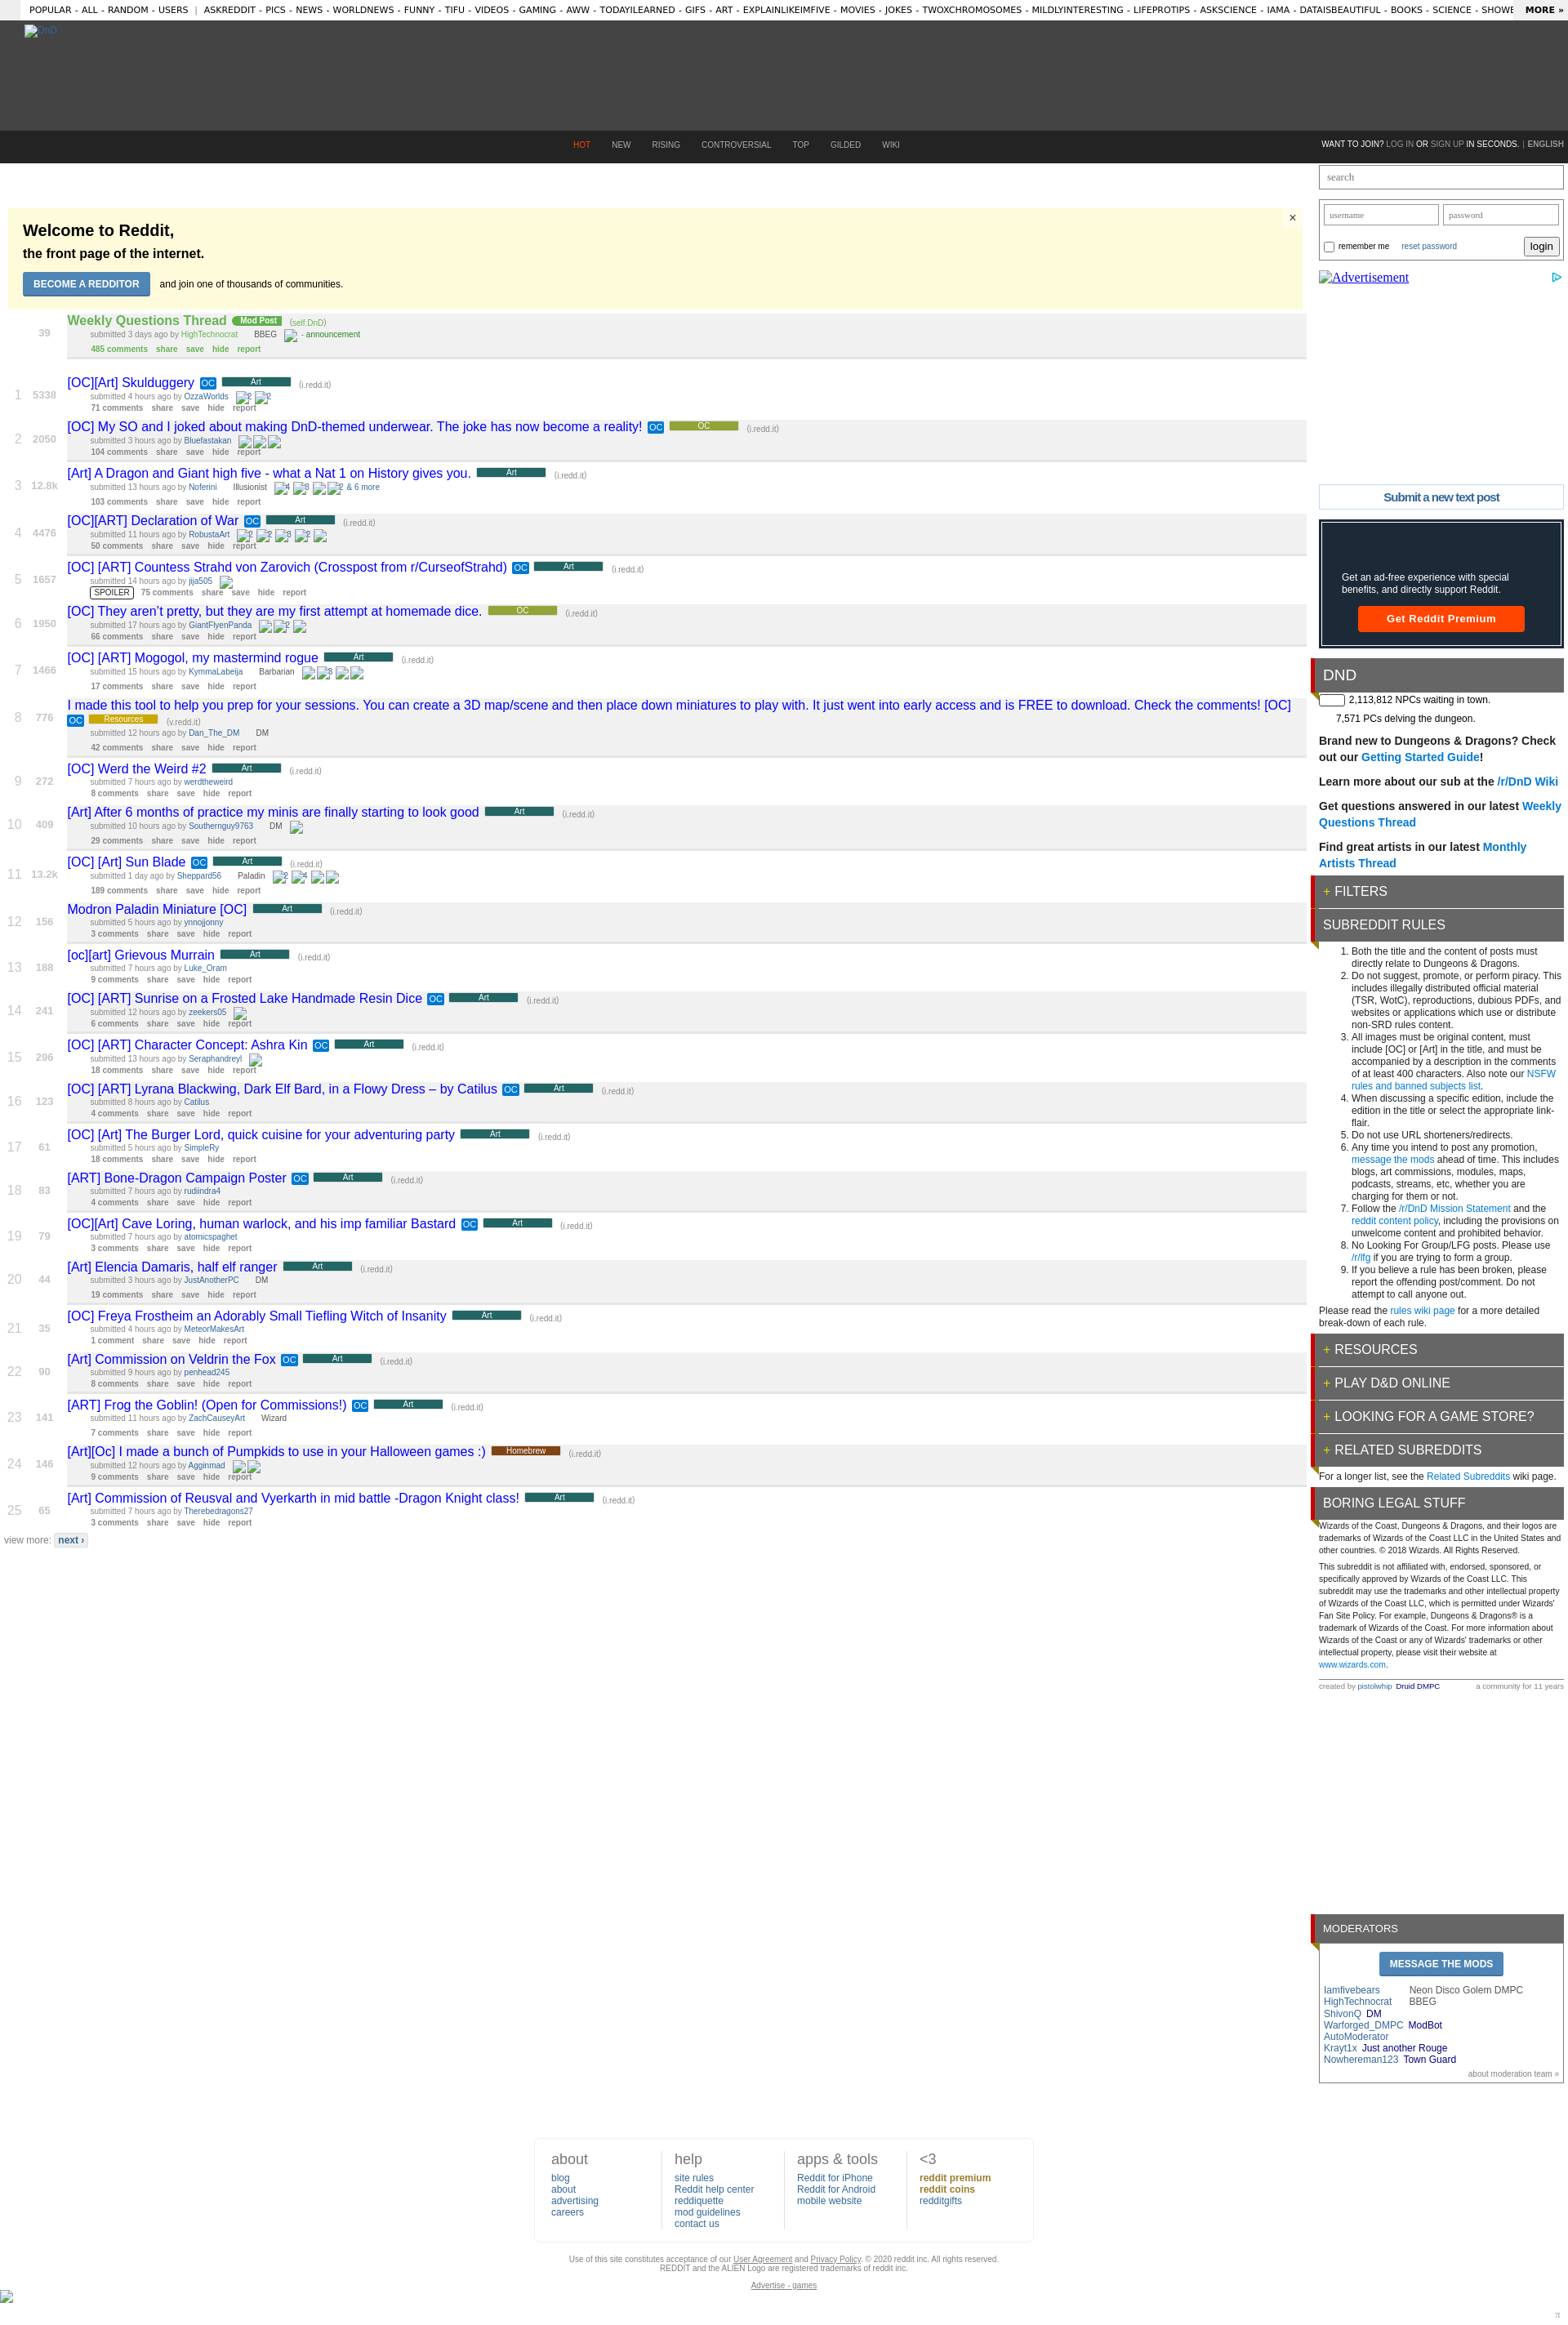 POPULAR - ALL - RANDOM - USERS | ASKREDDIT - PICS - NEWS - WORLDNEWS - FUNNY - TIFU - VIDEOS - GAMING - AWW - TODAYILEARNED - GIFS - ART - EXPLAINLIKEIMFIVE - MOVIES - JOKES - TWOXCHROMOSOMES - MILDLYINTERESTING - LIFEPROTIPS - ASKSCIENCE - IAMA - DATAISBEAUTIFUL - BOOKS - SCIENCE - SHOWE MORE »
DnD
HOT NEW RISING CONTROVERSIAL TOP GILDED WIKI
WANT TO JOIN? LOG IN OR SIGN UP IN SECONDS. | ENGLISH
Welcome to Reddit,
the front page of the internet.
BECOME A REDDITOR and join one of thousands of communities.
×
39
Weekly Questions Thread Mod Post (self.DnD)
submitted 3 days ago by HighTechnocrat BBEG - announcement
485 comments share save hide report
1 5338
[OC][Art] Skulduggery OC Art (i.redd.it)
submitted 4 hours ago by OzzaWorlds 2 2
71 comments share save hide report
2 2050
[OC] My SO and I joked about making DnD-themed underwear. The joke has now become a reality! OC OC (i.redd.it)
submitted 3 hours ago by Bluefastakan
104 comments share save hide report
3 12.8k
[Art] A Dragon and Giant high five - what a Nat 1 on History gives you. Art (i.redd.it)
submitted 13 hours ago by Noferini Illusionist 4 3 2 & 6 more
103 comments share save hide report
4 4476
[OC][ART] Declaration of War OC Art (i.redd.it)
submitted 11 hours ago by RobustaArt 2 2 3 2
50 comments share save hide report
5 1657
[OC] [ART] Countess Strahd von Zarovich (Crosspost from r/CurseofStrahd) OC Art (i.redd.it)
submitted 14 hours ago by jija505
SPOILER 75 comments share save hide report
6 1950
[OC] They aren’t pretty, but they are my first attempt at homemade dice. OC (i.redd.it)
submitted 17 hours ago by GiantFlyenPanda 2
66 comments share save hide report
7 1466
[OC] [ART] Mogogol, my mastermind rogue Art (i.redd.it)
submitted 15 hours ago by KymmaLabeija Barbarian 3
17 comments share save hide report
8 776
I made this tool to help you prep for your sessions. You can create a 3D map/scene and then place down miniatures to play with. It just went into early access and is FREE to download. Check the comments! [OC]
OC Resources (v.redd.it)
submitted 12 hours ago by Dan_The_DM DM
42 comments share save hide report
9 272
[OC] Werd the Weird #2 Art (i.redd.it)
submitted 7 hours ago by werdtheweird
8 comments share save hide report
10 409
[Art] After 6 months of practice my minis are finally starting to look good Art (i.redd.it)
submitted 10 hours ago by Southernguy9763 DM
29 comments share save hide report
11 13.2k
[OC] [Art] Sun Blade OC Art (i.redd.it)
submitted 1 day ago by Sheppard56 Paladin 2 4
189 comments share save hide report
12 156
Modron Paladin Miniature [OC] Art (i.redd.it)
submitted 5 hours ago by ynnojjonny
3 comments share save hide report
13 188
[oc][art] Grievous Murrain Art (i.redd.it)
submitted 7 hours ago by Luke_Oram
9 comments share save hide report
14 241
[OC] [ART] Sunrise on a Frosted Lake Handmade Resin Dice OC Art (i.redd.it)
submitted 12 hours ago by zeekers05
6 comments share save hide report
15 296
[OC] [ART] Character Concept: Ashra Kin OC Art (i.redd.it)
submitted 13 hours ago by Seraphandreyl
18 comments share save hide report
16 123
[OC] [ART] Lyrana Blackwing, Dark Elf Bard, in a Flowy Dress – by Catilus OC Art (i.redd.it)
submitted 8 hours ago by Catilus
4 comments share save hide report
17 61
[OC] [Art] The Burger Lord, quick cuisine for your adventuring party Art (i.redd.it)
submitted 5 hours ago by SimpleRy
18 comments share save hide report
18 83
[ART] Bone-Dragon Campaign Poster OC Art (i.redd.it)
submitted 7 hours ago by rudiindra4
4 comments share save hide report
19 79
[OC][Art] Cave Loring, human warlock, and his imp familiar Bastard OC Art (i.redd.it)
submitted 7 hours ago by atomicspaghet
3 comments share save hide report
20 44
[Art] Elencia Damaris, half elf ranger Art (i.redd.it)
submitted 3 hours ago by JustAnotherPC DM
19 comments share save hide report
21 35
[OC] Freya Frostheim an Adorably Small Tiefling Witch of Insanity Art (i.redd.it)
submitted 4 hours ago by MeteorMakesArt
1 comment share save hide report
22 90
[Art] Commission on Veldrin the Fox OC Art (i.redd.it)
submitted 9 hours ago by penhead245
8 comments share save hide report
23 141
[ART] Frog the Goblin! (Open for Commissions!) OC Art (i.redd.it)
submitted 11 hours ago by ZachCauseyArt Wizard
7 comments share save hide report
24 146
[Art][Oc] I made a bunch of Pumpkids to use in your Halloween games :) Homebrew (i.redd.it)
submitted 12 hours ago by Agginmad
9 comments share save hide report
25 65
[Art] Commission of Reusval and Vyerkarth in mid battle -Dragon Knight class! Art (i.redd.it)
submitted 7 hours ago by Therebedragons27
3 comments share save hide report
view more: next ›
search
username password
remember me reset password login
Advertisement
Submit a new text post
Get an ad-free experience with special
benefits, and directly support Reddit.
Get Reddit Premium
DND
2,113,812 NPCs waiting in town.
7,571 PCs delving the dungeon.
Brand new to Dungeons & Dragons? Check
out our Getting Started Guide!
Learn more about our sub at the /r/DnD Wiki
Get questions answered in our latest Weekly
Questions Thread
Find great artists in our latest Monthly
Artists Thread
+ FILTERS
SUBREDDIT RULES
1. Both the title and the content of posts must
directly relate to Dungeons & Dragons.
2. Do not suggest, promote, or perform piracy. This
includes illegally distributed official material
(TSR, WotC), reproductions, dubious PDFs, and
websites or applications which use or distribute
non-SRD rules content.
3. All images must be original content, must
include [OC] or [Art] in the title, and must be
accompanied by a description in the comments
of at least 400 characters. Also note our NSFW
rules and banned subjects list.
4. When discussing a specific edition, include the
edition in the title or select the appropriate link-
flair.
5. Do not use URL shorteners/redirects.
6. Any time you intend to post any promotion,
message the mods ahead of time. This includes
blogs, art commissions, modules, maps,
podcasts, streams, etc, whether you are
charging for them or not.
7. Follow the /r/DnD Mission Statement and the
reddit content policy, including the provisions on
unwelcome content and prohibited behavior.
8. No Looking For Group/LFG posts. Please use
/r/lfg if you are trying to form a group.
9. If you believe a rule has been broken, please
report the offending post/comment. Do not
attempt to call anyone out.
Please read the rules wiki page for a more detailed
break-down of each rule.
+ RESOURCES
+ PLAY D&D ONLINE
+ LOOKING FOR A GAME STORE?
+ RELATED SUBREDDITS
For a longer list, see the Related Subreddits wiki page.
BORING LEGAL STUFF
Wizards of the Coast, Dungeons & Dragons, and their logos are
trademarks of Wizards of the Coast LLC in the United States and
other countries. © 2018 Wizards. All Rights Reserved.
This subreddit is not affiliated with, endorsed, sponsored, or
specifically approved by Wizards of the Coast LLC. This
subreddit may use the trademarks and other intellectual property
of Wizards of the Coast LLC, which is permitted under Wizards'
Fan Site Policy. For example, Dungeons & Dragons® is a
trademark of Wizards of the Coast. For more information about
Wizards of the Coast or any of Wizards' trademarks or other
intellectual property, please visit their website at
www.wizards.com.
created by pistolwhip Druid DMPC a community for 11 years
MODERATORS
MESSAGE THE MODS
Iamfivebears Neon Disco Golem DMPC
HighTechnocrat BBEG
ShivonQ DM
Warforged_DMPC ModBot
AutoModerator
Krayt1x Just another Rouge
Nowhereman123 Town Guard
about moderation team »
about
blog
about
advertising
careers
help
site rules
Reddit help center
reddiquette
mod guidelines
contact us
apps & tools
Reddit for iPhone
Reddit for Android
mobile website
<3
reddit premium
reddit coins
redditgifts
Use of this site constitutes acceptance of our User Agreement and Privacy Policy. © 2020 reddit inc. All rights reserved.
REDDIT and the ALIEN Logo are registered trademarks of reddit inc.
Advertise - games
π